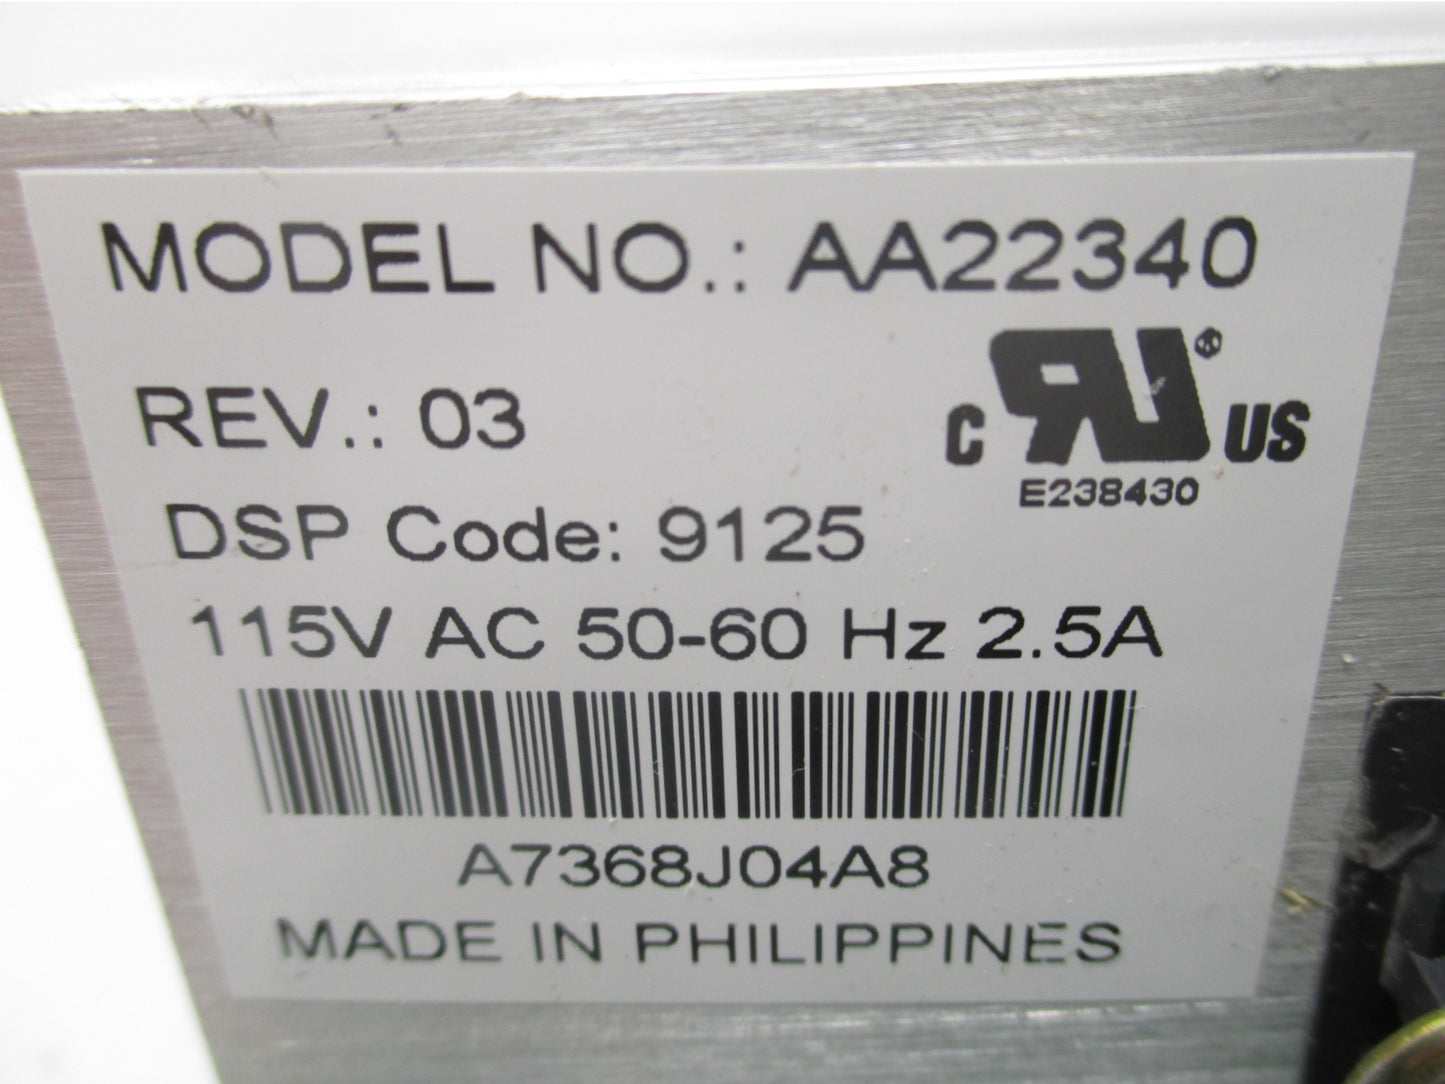 MODEL NO.: AA22340
REV.: 03
C RU® US
E238430
DSP Code: 9125
115V AC 50-60 Hz 2.5A
A7368J04A8
MADE IN PHILIPPINES